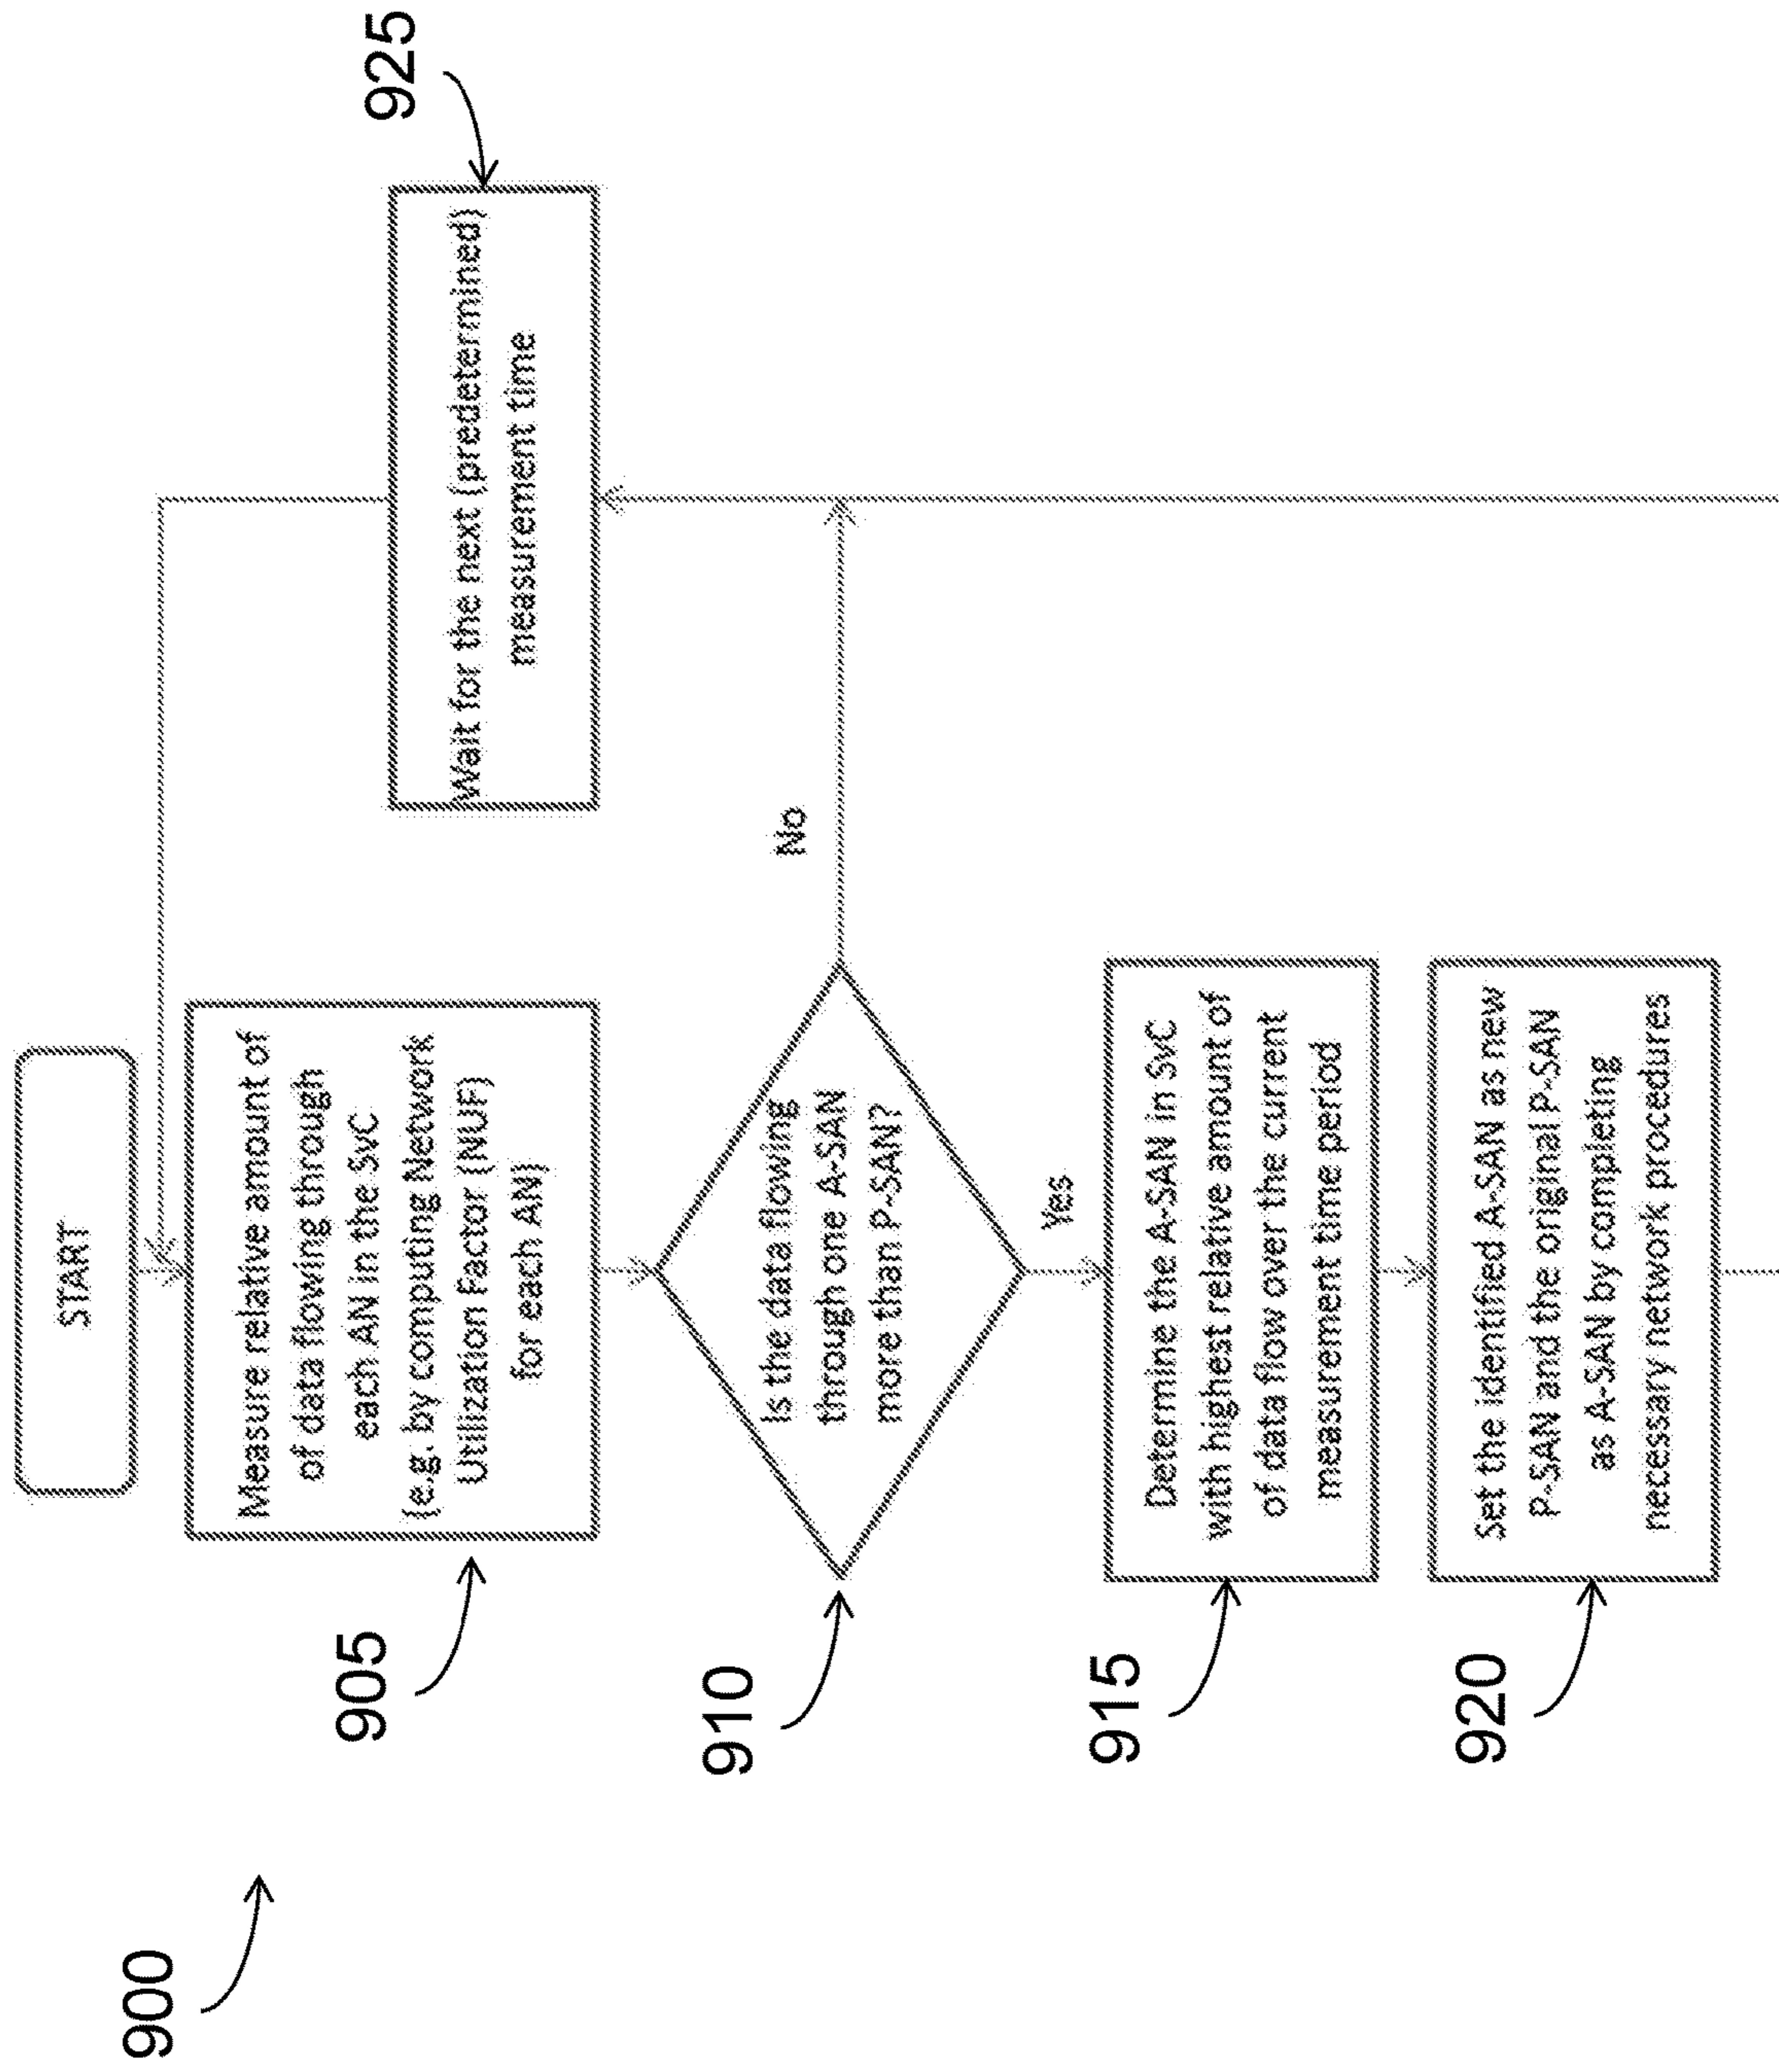 900
START
905
Measure relative amount of
of data flowing through
each AN in the SvC
(e.g. by computing Network
Utilization Factor (NUF)
for each AN)
910
Is the data flowing
through one A-SAN
more than P-SAN?
No
Yes
915
Determine the A-SAN in SvC
with highest relative amount of
of data flow over the current
measurement time period
920
Set the identified A-SAN as new
P-SAN and the original P-SAN
as A-SAN by completing
necessary network procedures
925
Wait for the next (predetermined)
measurement time